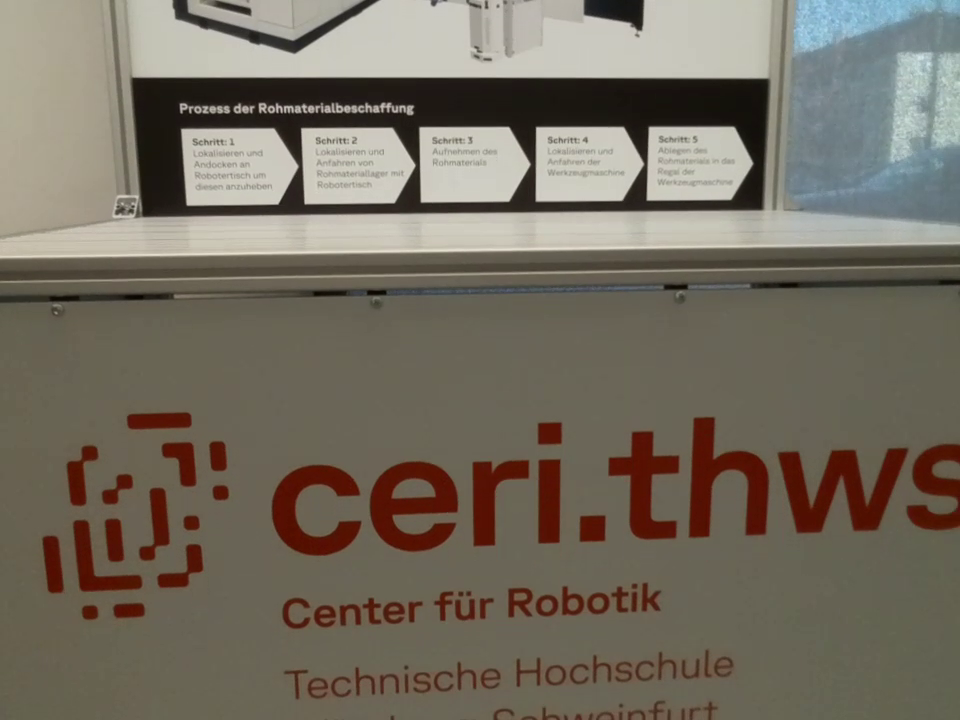 Prozess der Rohmaterialbeschaffung
Schritt: 1
Lokalisieren und
Andocken an
Robotertisch um
diesen anzuheben
Schritt: 2
Lokalisieren und
Anfahren von
Rohmateriallager mit
Robotertisch
Schritt: 3
Aufnehmen des
Rohmaterials
Schritt: 4
Lokalisieren und
Anfahren der
Werkzeugmaschine
Schritt: 5
Ablegen des
Rohmaterials in das
Regal der
Werkzeugmaschine
ceri.thws
Center für Robotik
Technische Hochschule
Schweinfurt